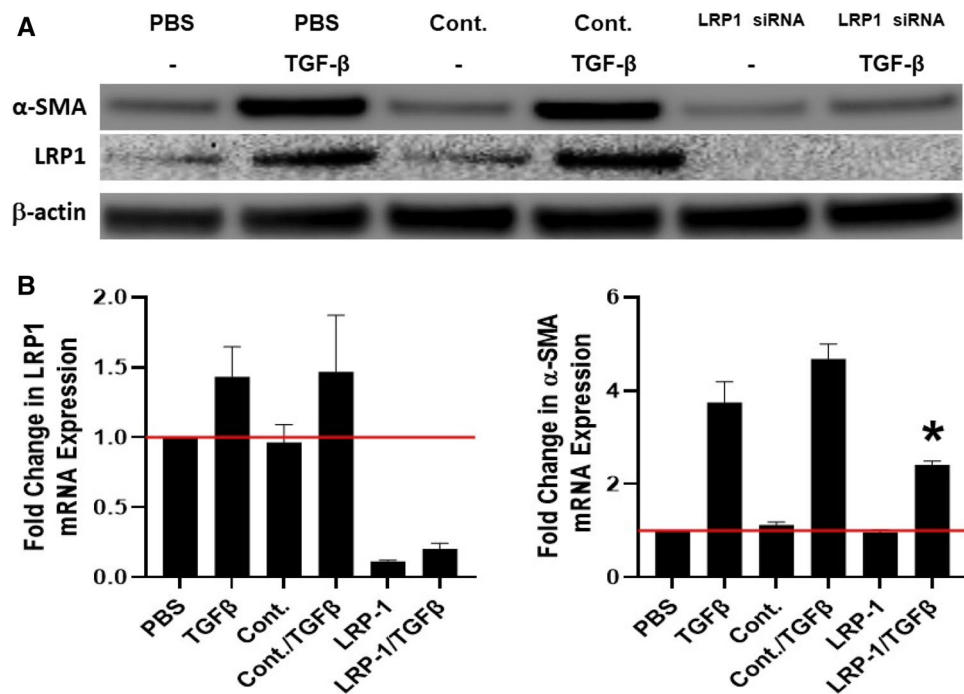 A
PBS PBS Cont. Cont. LRP1 siRNA LRP1 siRNA
- TGF-β - TGF-β - TGF-β
α-SMA
LRP1
β-actin
B
Fold Change in LRP1
mRNA Expression
2.0
1.5
1.0
0.5
0.0
PBS
TGFβ
Cont.
Cont./TGFβ
LRP-1
LRP-1/TGFβ
Fold Change in α-SMA
mRNA Expression
6
4
2
0
*
PBS
TGFβ
Cont.
Cont./TGFβ
LRP-1
LRP-1/TGFβ